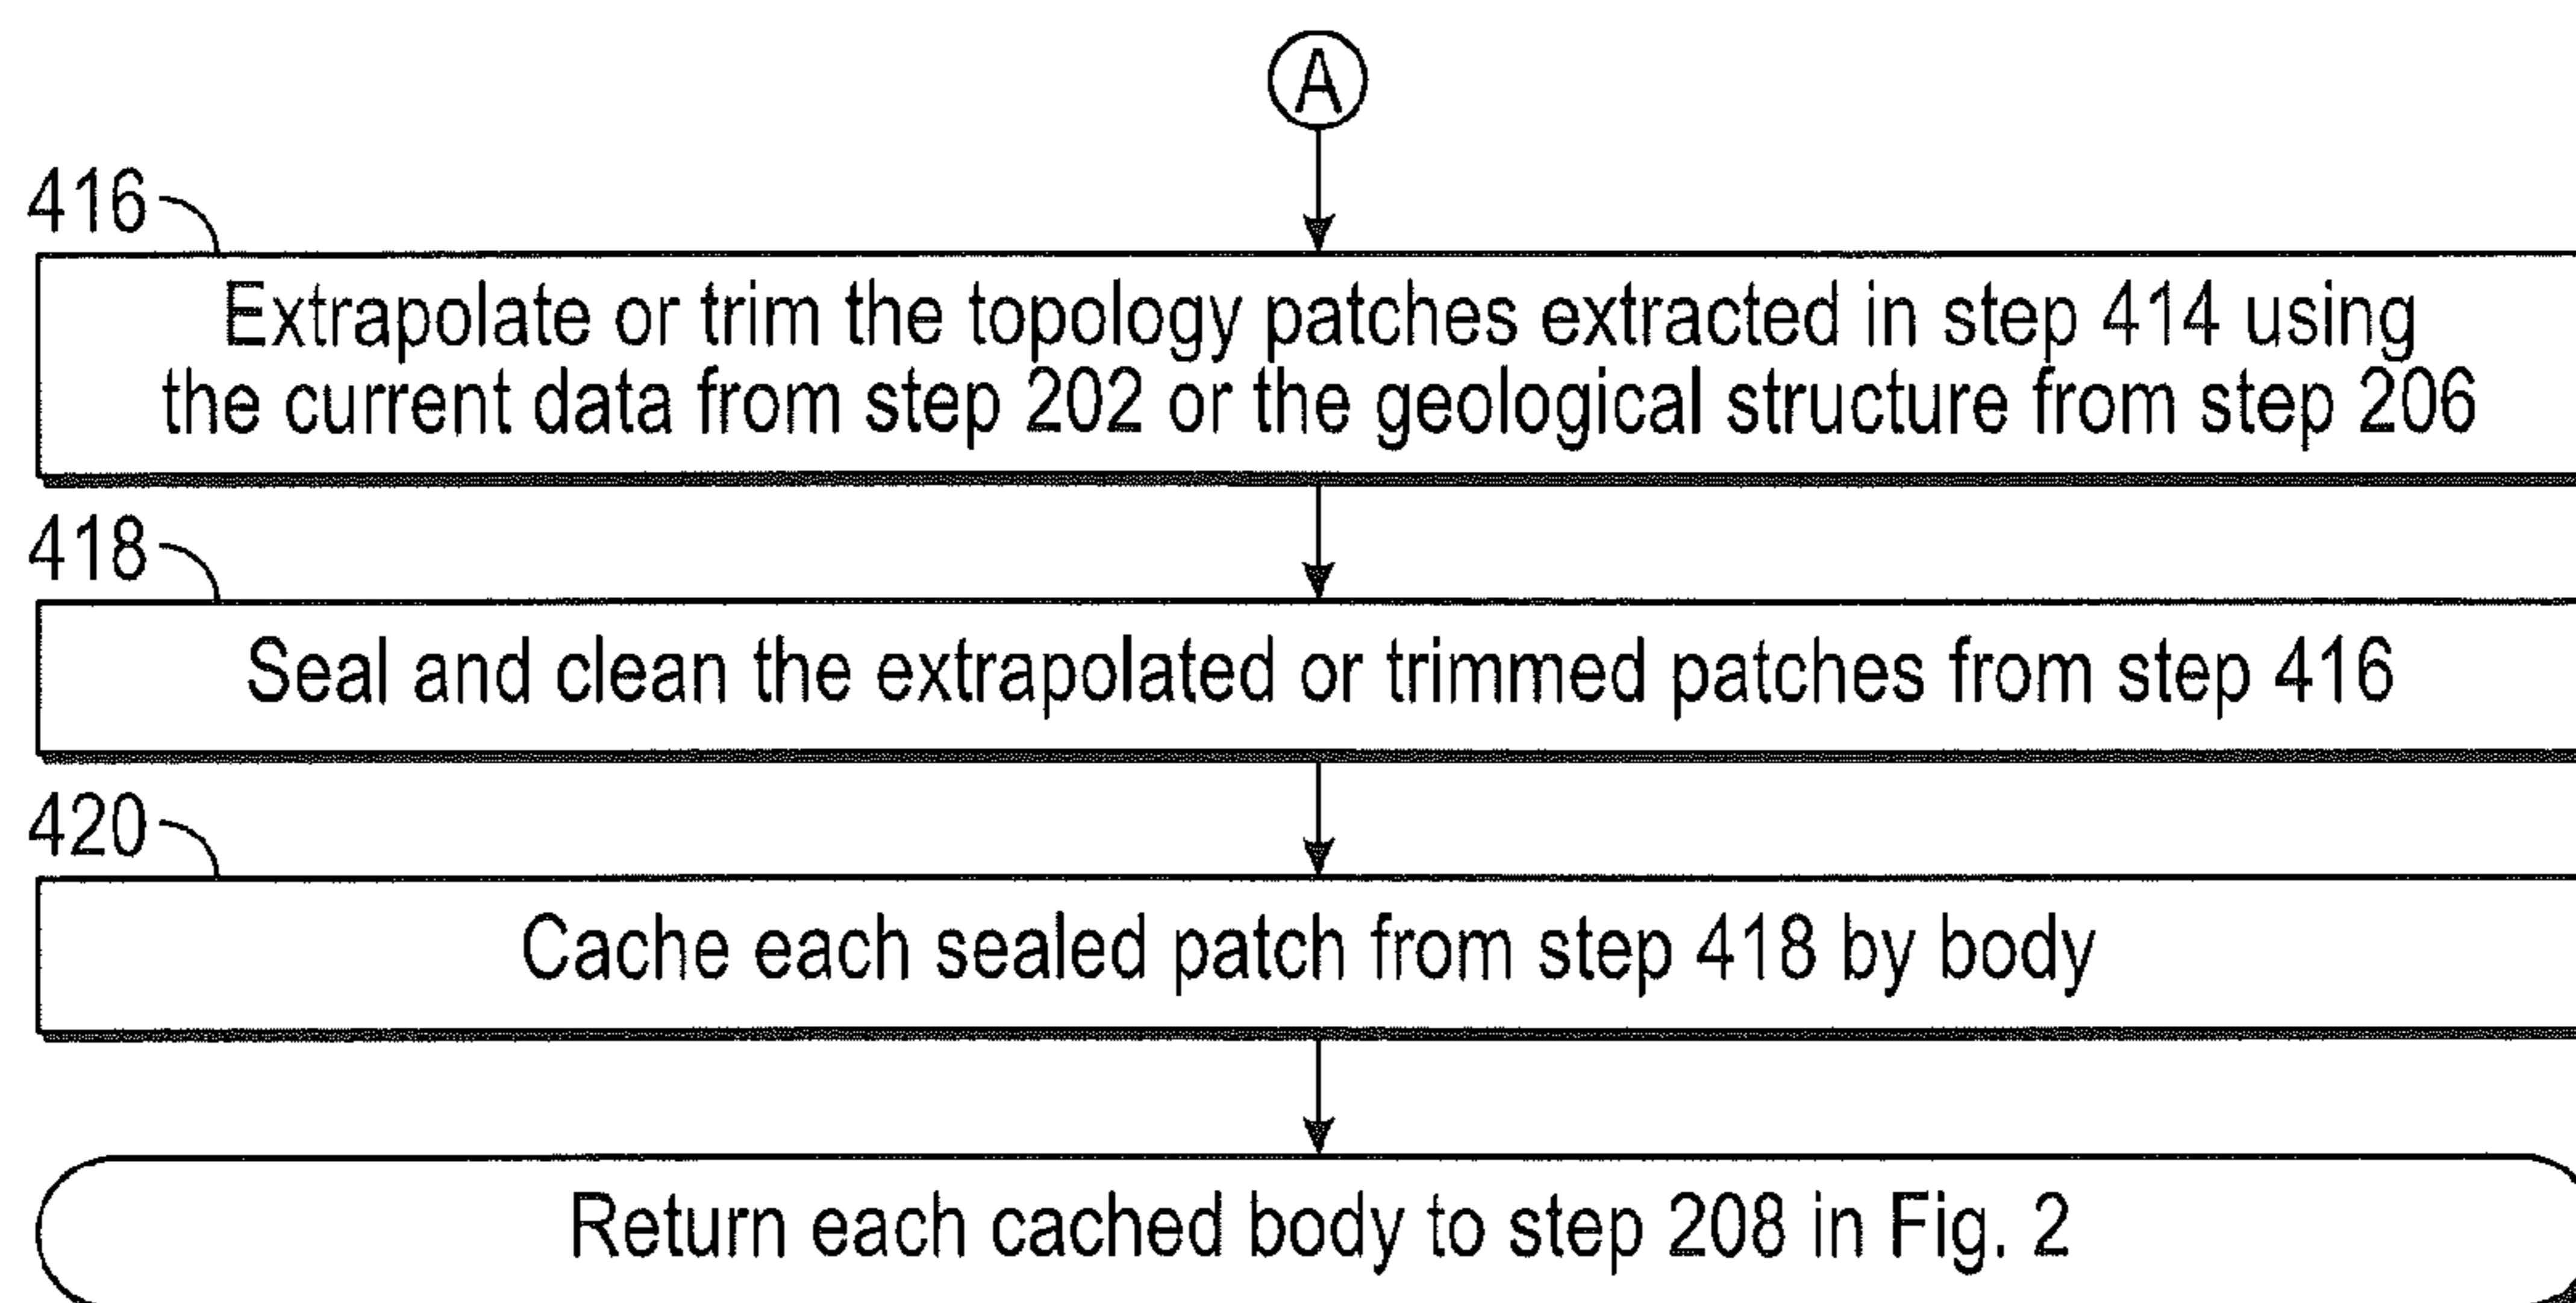 A
416
Extrapolate or trim the topology patches extracted in step 414 using
the current data from step 202 or the geological structure from step 206
418
Seal and clean the extrapolated or trimmed patches from step 416
420
Cache each sealed patch from step 418 by body
Return each cached body to step 208 in Fig. 2